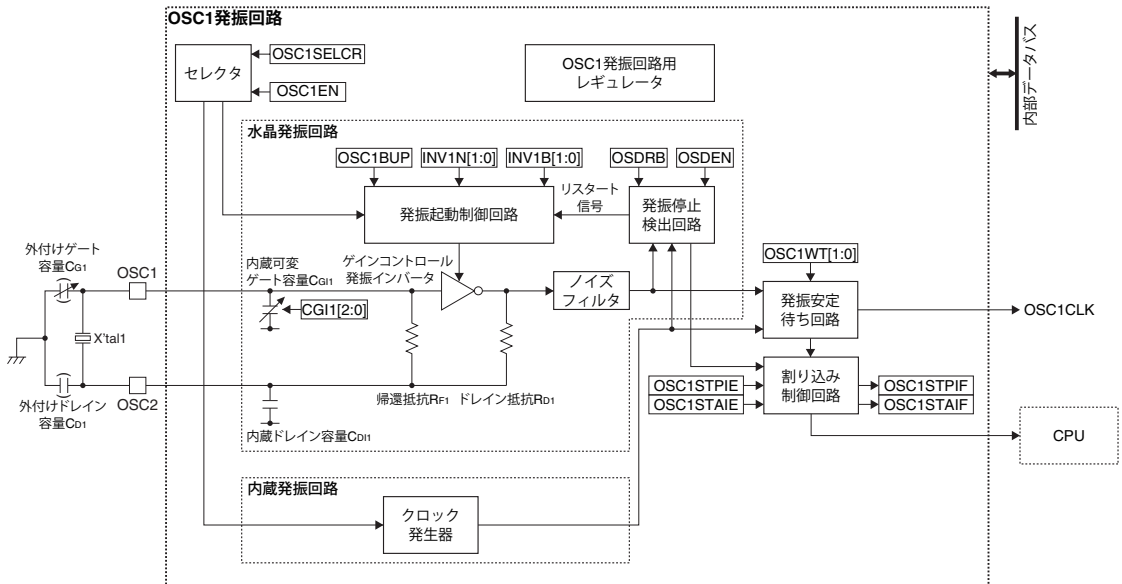 OSC1発振回路
セレクタ
OSC1SELCR
OSC1EN
OSC1発振回路用
レギュレータ
内部データバス
水晶発振回路
OSC1BUP
INV1N[1:0]
INV1B[1:0]
OSDRB
OSDEN
発振起動制御回路
リスタート
信号
発振停止
検出回路
外付けゲート
容量CG1
OSC1
内蔵可変
ゲート容量CGI1
CGI1[2:0]
ゲインコントロール
発振インバータ
ノイズ
フィルタ
OSC1WT[1:0]
発振安定
待ち回路
OSC1CLK
X'tal1
OSC2
外付けドレイン
容量CD1
帰還抵抗RF1
ドレイン抵抗RD1
内蔵ドレイン容量CDI1
OSC1STPIE
OSC1STAIE
割り込み
制御回路
OSC1STPIF
OSC1STAIF
CPU
内蔵発振回路
クロック
発生器